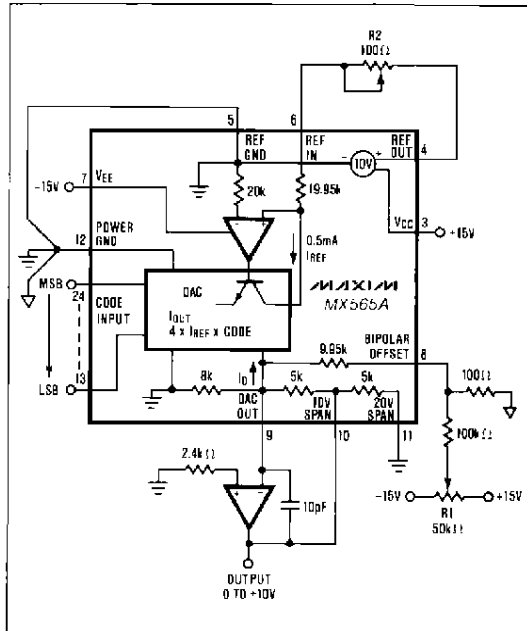 R2
100Ω
5
6
4
REF
GND
REF
IN
REF
OUT
- 10V +
-15V
7
VEE
20k
19.95k
VCC
3
+15V
12
POWER
GND
0.5mA
IREF
MAXIM
MX565A
MSB
24
CODE
INPUT
DAC
IOUT
4 x IREF x CODE
BIPOLAR
OFFSET
8
9.95k
LSB
13
8k
IO
DAC
OUT
5k
10V
SPAN
5k
20V
SPAN
100Ω
100kΩ
9
10
11
2.4kΩ
+ -
10pF
-15V
+15V
R1
50kΩ
OUTPUT
0 TO +10V